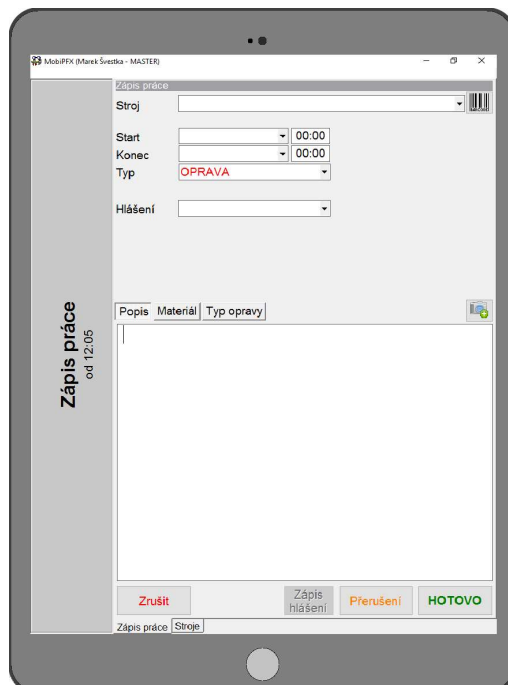 MobiPFX (Marek Švestka - MASTER)
Zápis práce
Stroj
Start 00:00
Konec 00:00
Typ OPRAVA
Hlášení
Popis Materiál Typ opravy
Zápis práce
od 12:05
Zrušit
Zápis
hlášení
Přerušení
HOTOVO
Zápis práce Stroje